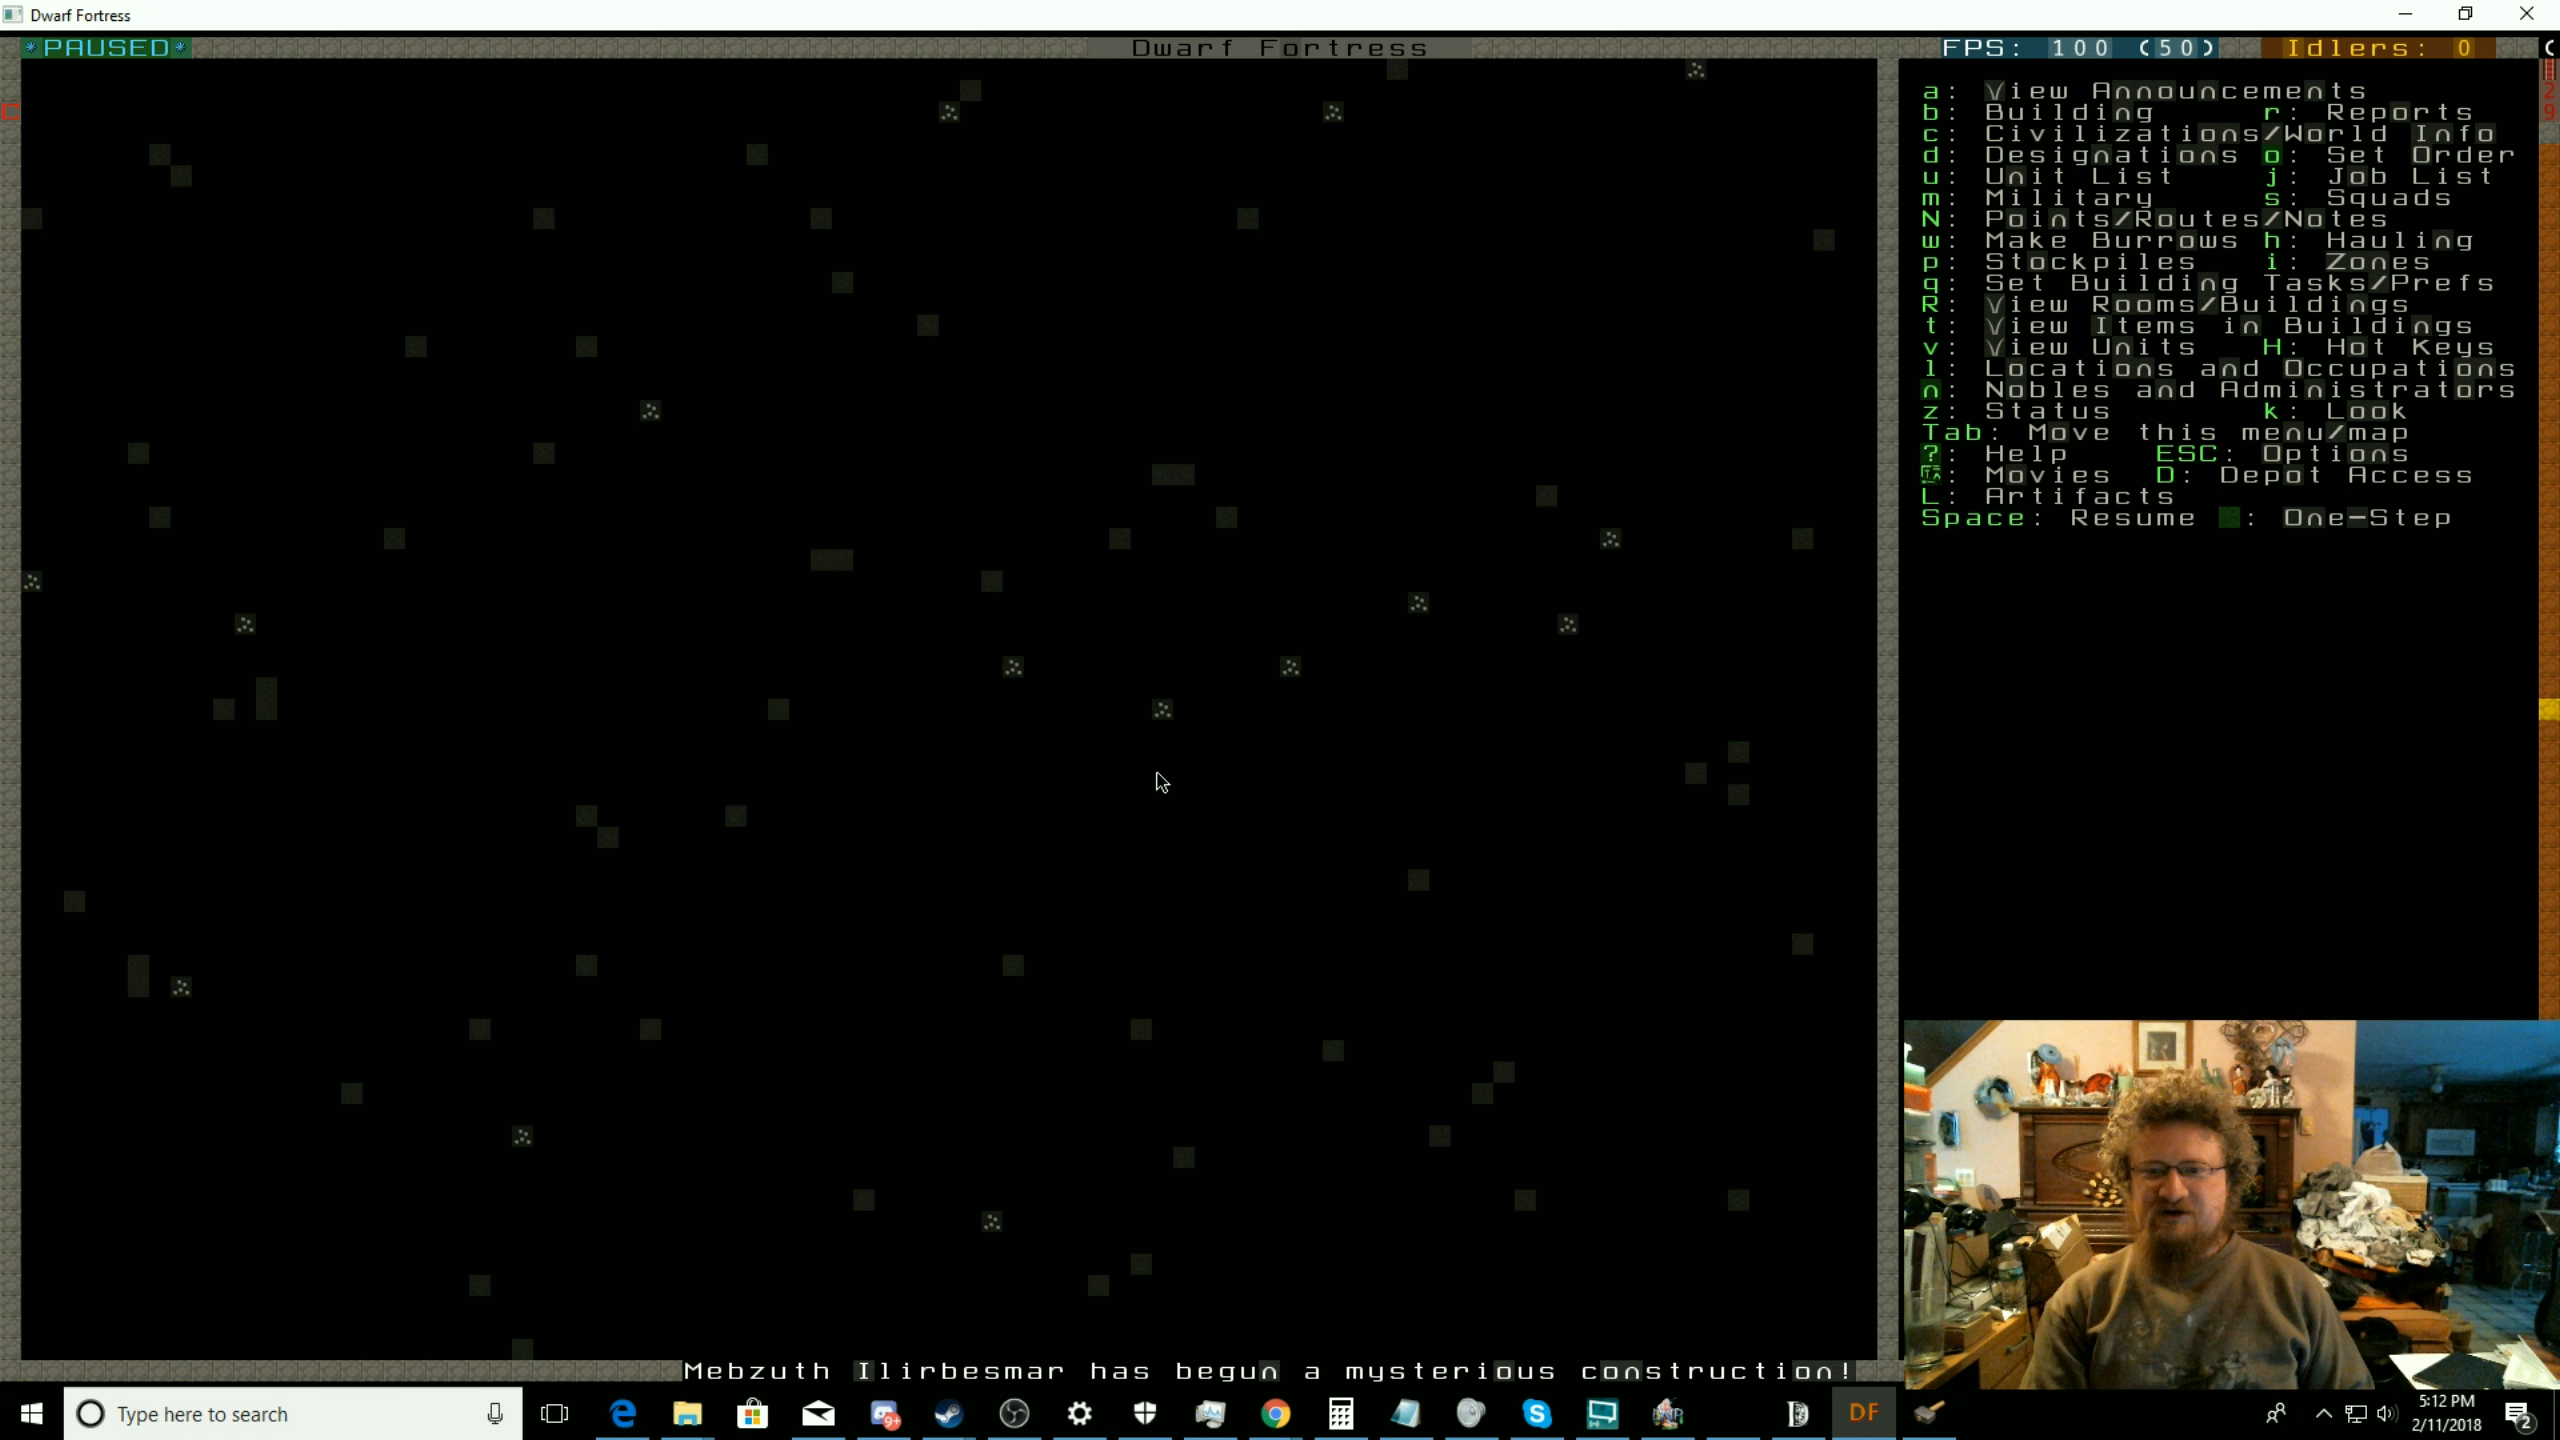 Dwarf Fortress
*PAUSED* Dwarf Fortress FPS: 100 (50) Idlers: 0
a: View Announcements
b: Building r: Reports
c: Civilizations/World Info
d: Designations o: Set Order
u: Unit List j: Job List
m: Military s: Squads
N: Points/Routes/Notes
w: Make Burrows h: Hauling
p: Stockpiles i: Zones
q: Set Building Tasks/Prefs
R: View Rooms/Buildings
t: View Items in Buildings
v: View Units H: Hot Keys
l: Locations and Occupations
n: Nobles and Administrators
z: Status k: Look
Tab: Move this menu/map
?: Help ESC: Options
: Movies D: Depot Access
L: Artifacts
Space: Resume : One-Step
29
Mebzuth Ilirbesmar has begun a mysterious construction!
Type here to search
9+
DF
5:12 PM
2/11/2018
2